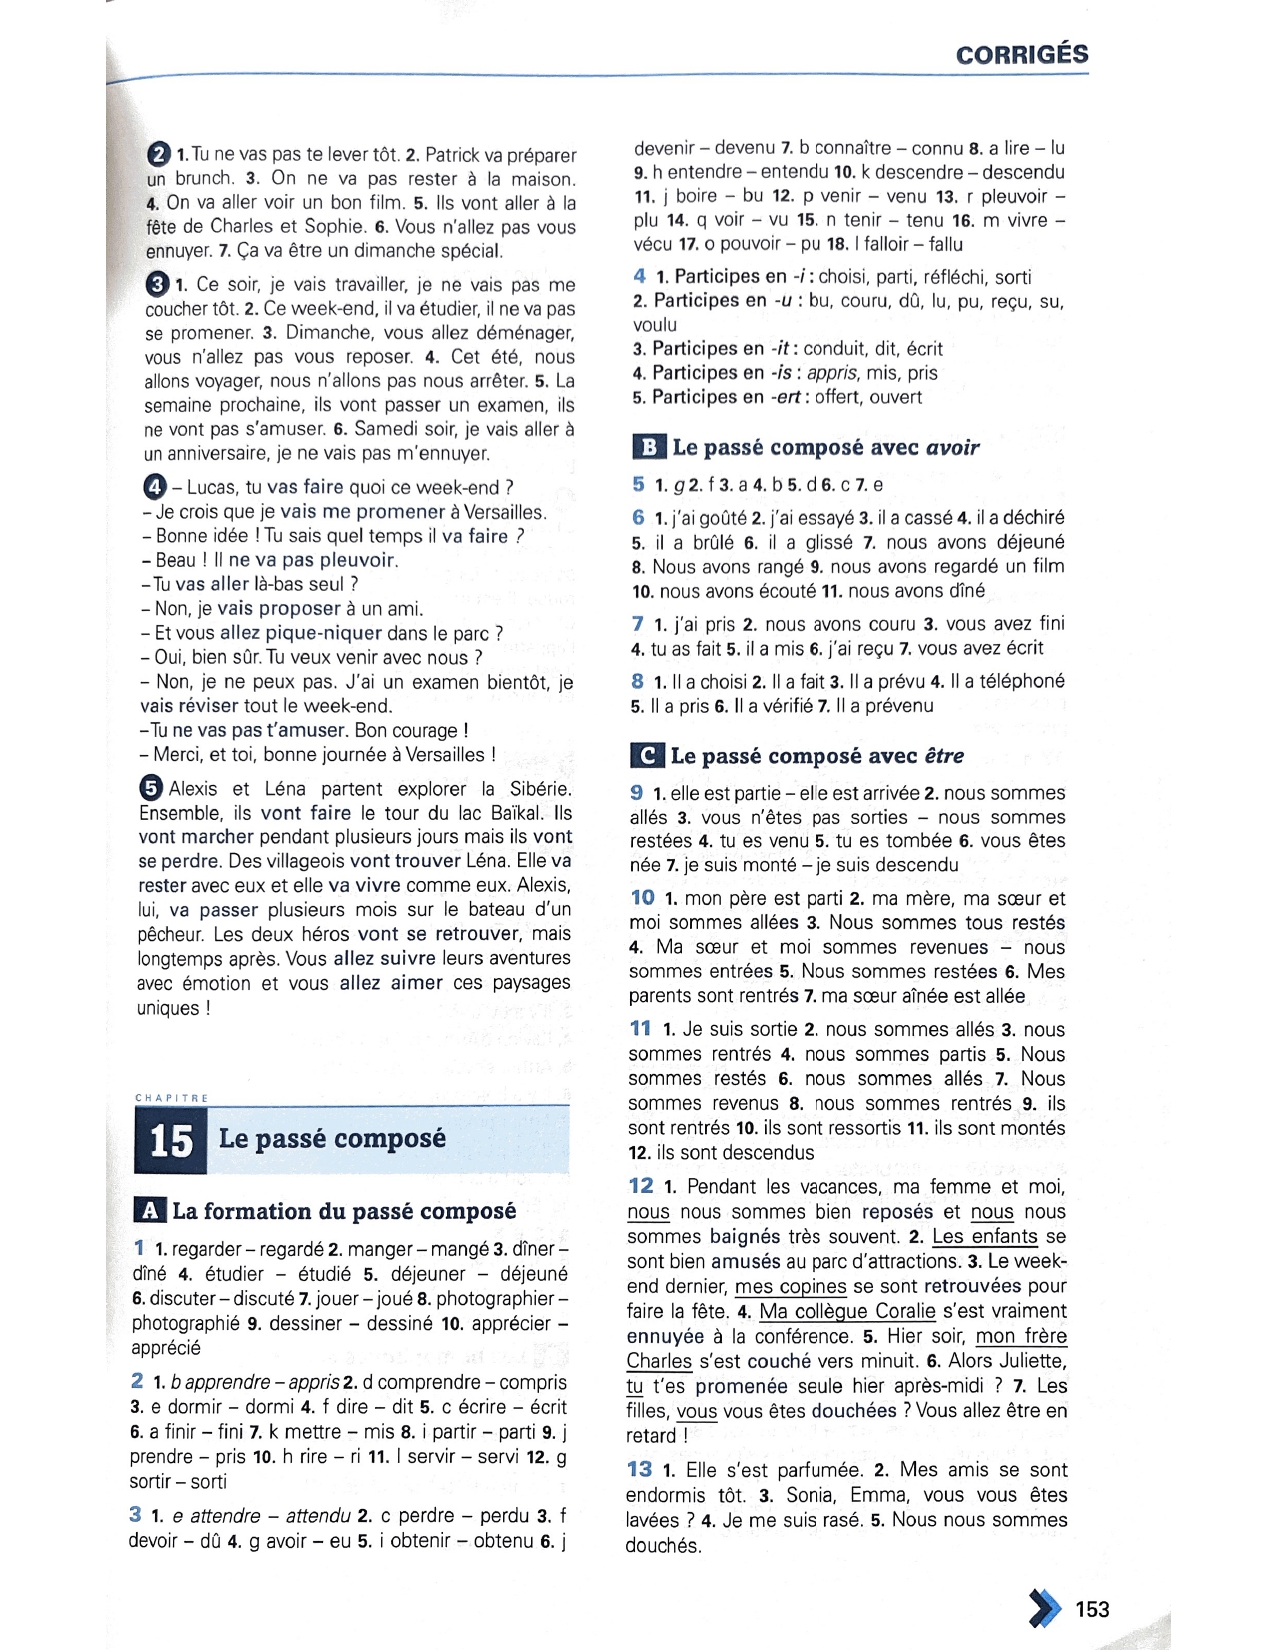 CORRIGÉS
❷ 1. Tu ne vas pas te lever tôt. 2. Patrick va préparer
un brunch. 3. On ne va pas rester à la maison.
4. On va aller voir un bon film. 5. Ils vont aller à la
fête de Charles et Sophie. 6. Vous n'allez pas vous
ennuyer. 7. Ça va être un dimanche spécial.
❸ 1. Ce soir, je vais travailler, je ne vais pas me
coucher tôt. 2. Ce week-end, il va étudier, il ne va pas
se promener. 3. Dimanche, vous allez déménager,
vous n'allez pas vous reposer. 4. Cet été, nous
allons voyager, nous n'allons pas nous arrêter. 5. La
semaine prochaine, ils vont passer un examen, ils
ne vont pas s'amuser. 6. Samedi soir, je vais aller à
un anniversaire, je ne vais pas m'ennuyer.
❹ – Lucas, tu vas faire quoi ce week-end ?
– Je crois que je vais me promener à Versailles.
– Bonne idée ! Tu sais quel temps il va faire ?
– Beau ! Il ne va pas pleuvoir.
– Tu vas aller là-bas seul ?
– Non, je vais proposer à un ami.
– Et vous allez pique-niquer dans le parc ?
– Oui, bien sûr. Tu veux venir avec nous ?
– Non, je ne peux pas. J'ai un examen bientôt, je
vais réviser tout le week-end.
– Tu ne vas pas t'amuser. Bon courage !
– Merci, et toi, bonne journée à Versailles !
❺ Alexis et Léna partent explorer la Sibérie.
Ensemble, ils vont faire le tour du lac Baïkal. Ils
vont marcher pendant plusieurs jours mais ils vont
se perdre. Des villageois vont trouver Léna. Elle va
rester avec eux et elle va vivre comme eux. Alexis,
lui, va passer plusieurs mois sur le bateau d'un
pêcheur. Les deux héros vont se retrouver, mais
longtemps après. Vous allez suivre leurs aventures
avec émotion et vous allez aimer ces paysages
uniques !
CHAPITRE
15 Le passé composé
A La formation du passé composé
1 1. regarder – regardé 2. manger – mangé 3. dîner –
dîné 4. étudier – étudié 5. déjeuner – déjeuné
6. discuter – discuté 7. jouer – joué 8. photographier –
photographié 9. dessiner – dessiné 10. apprécier –
apprécié
2 1. b apprendre – appris 2. d comprendre – compris
3. e dormir – dormi 4. f dire – dit 5. c écrire – écrit
6. a finir – fini 7. k mettre – mis 8. i partir – parti 9. j
prendre – pris 10. h rire – ri 11. l servir – servi 12. g
sortir – sorti
3 1. e attendre – attendu 2. c perdre – perdu 3. f
devoir – dû 4. g avoir – eu 5. i obtenir – obtenu 6. j
devenir – devenu 7. b connaître – connu 8. a lire – lu
9. h entendre – entendu 10. k descendre – descendu
11. j boire – bu 12. p venir – venu 13. r pleuvoir –
plu 14. q voir – vu 15. n tenir – tenu 16. m vivre –
vécu 17. o pouvoir – pu 18. l falloir – fallu
4 1. Participes en -i : choisi, parti, réfléchi, sorti
2. Participes en -u : bu, couru, dû, lu, pu, reçu, su,
voulu
3. Participes en -it : conduit, dit, écrit
4. Participes en -is : appris, mis, pris
5. Participes en -ert : offert, ouvert
B Le passé composé avec avoir
5 1. g 2. f 3. a 4. b 5. d 6. c 7. e
6 1. j'ai goûté 2. j'ai essayé 3. il a cassé 4. il a déchiré
5. il a brûlé 6. il a glissé 7. nous avons déjeuné
8. Nous avons rangé 9. nous avons regardé un film
10. nous avons écouté 11. nous avons dîné
7 1. j'ai pris 2. nous avons couru 3. vous avez fini
4. tu as fait 5. il a mis 6. j'ai reçu 7. vous avez écrit
8 1. Il a choisi 2. Il a fait 3. Il a prévu 4. Il a téléphoné
5. Il a pris 6. Il a vérifié 7. Il a prévenu
C Le passé composé avec être
9 1. elle est partie – elle est arrivée 2. nous sommes
allés 3. vous n'êtes pas sorties – nous sommes
restées 4. tu es venu 5. tu es tombée 6. vous êtes
née 7. je suis monté – je suis descendu
10 1. mon père est parti 2. ma mère, ma sœur et
moi sommes allées 3. Nous sommes tous restés
4. Ma sœur et moi sommes revenues – nous
sommes entrées 5. Nous sommes restées 6. Mes
parents sont rentrés 7. ma sœur aînée est allée
11 1. Je suis sortie 2. nous sommes allés 3. nous
sommes rentrés 4. nous sommes partis 5. Nous
sommes restés 6. nous sommes allés 7. Nous
sommes revenus 8. nous sommes rentrés 9. ils
sont rentrés 10. ils sont ressortis 11. ils sont montés
12. ils sont descendus
12 1. Pendant les vacances, ma femme et moi,
nous nous sommes bien reposés et nous nous
sommes baignés très souvent. 2. Les enfants se
sont bien amusés au parc d'attractions. 3. Le week-
end dernier, mes copines se sont retrouvées pour
faire la fête. 4. Ma collègue Coralie s'est vraiment
ennuyée à la conférence. 5. Hier soir, mon frère
Charles s'est couché vers minuit. 6. Alors Juliette,
tu t'es promenée seule hier après-midi ? 7. Les
filles, vous vous êtes douchées ? Vous allez être en
retard !
13 1. Elle s'est parfumée. 2. Mes amis se sont
endormis tôt. 3. Sonia, Emma, vous vous êtes
lavées ? 4. Je me suis rasé. 5. Nous nous sommes
douchés.
153